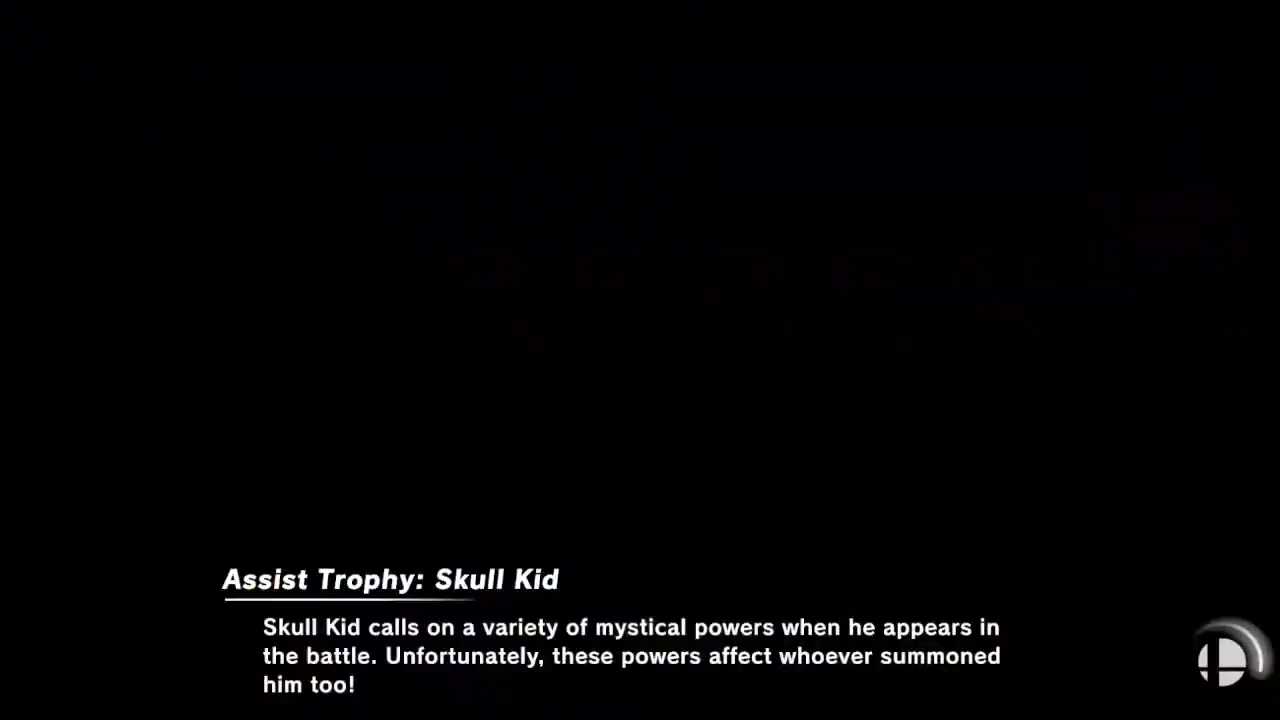 Assist Trophy: Skull Kid
Skull Kid calls on a variety of mystical powers when he appears in
the battle. Unfortunately, these powers affect whoever summoned
him too!